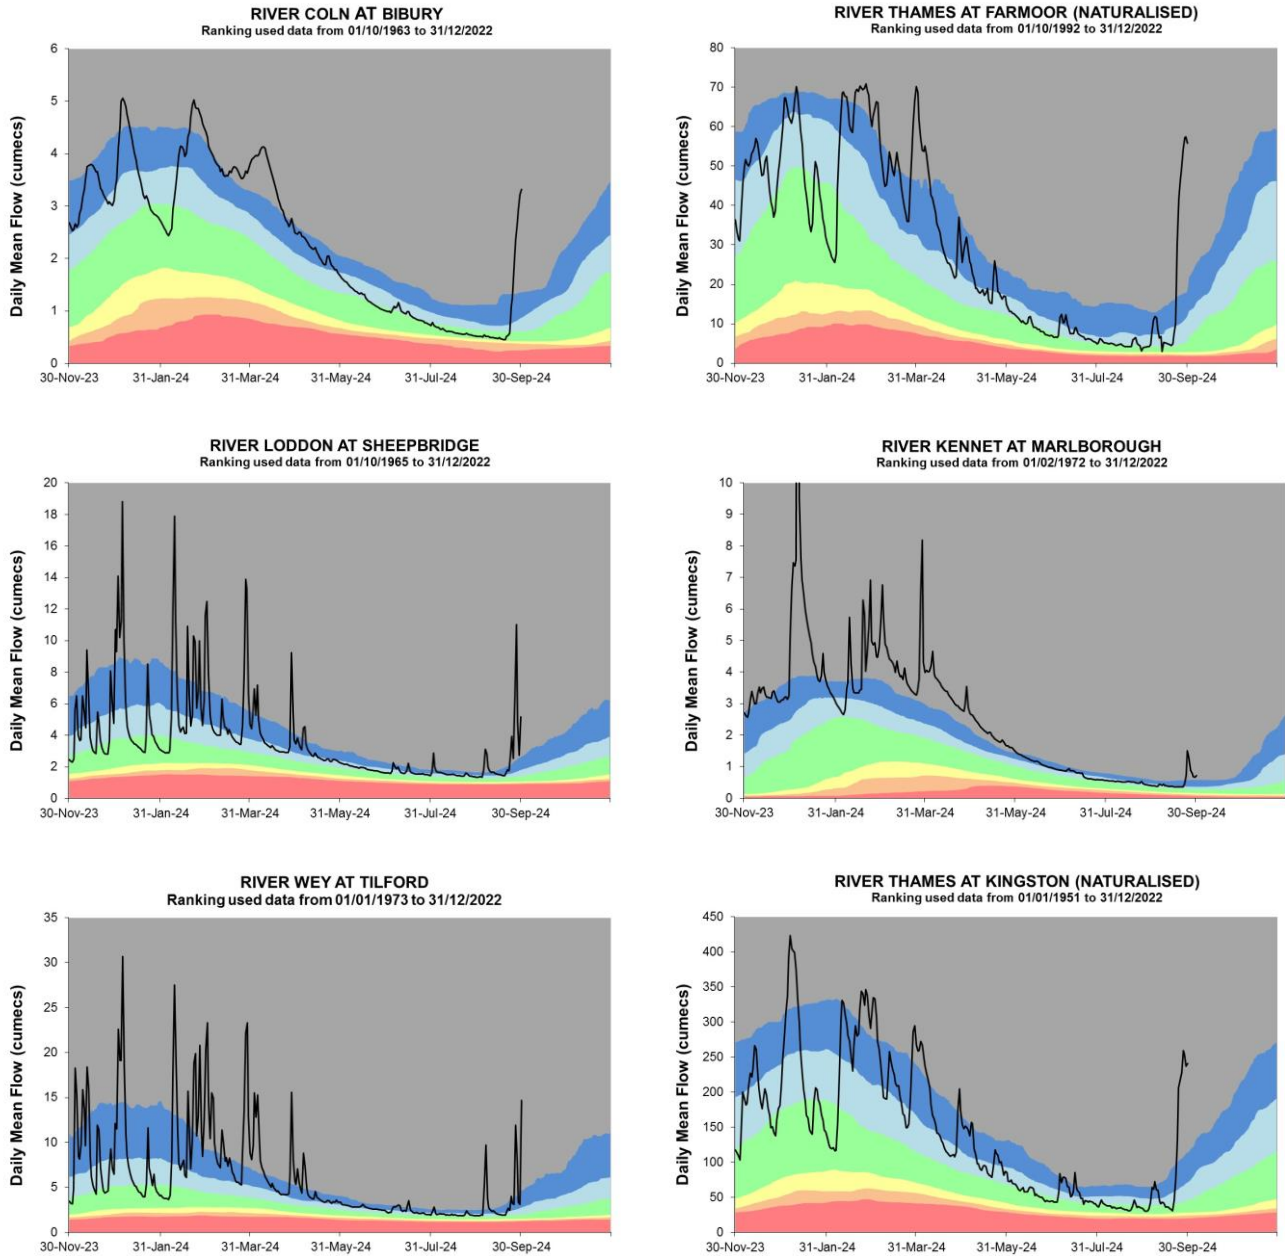 RIVER COLN AT BIBURY
Ranking used data from 01/10/1963 to 31/12/2022
Daily Mean Flow (cumecs)
6
5
4
3
2
1
0
30-Nov-23 31-Jan-24 31-Mar-24 31-May-24 31-Jul-24 30-Sep-24
RIVER THAMES AT FARMOOR (NATURALISED)
Ranking used data from 01/10/1992 to 31/12/2022
Daily Mean Flow (cumecs)
80
70
60
50
40
30
20
10
0
30-Nov-23 31-Jan-24 31-Mar-24 31-May-24 31-Jul-24 30-Sep-24
RIVER LODDON AT SHEEPBRIDGE
Ranking used data from 01/10/1965 to 31/12/2022
Daily Mean Flow (cumecs)
20
18
16
14
12
10
8
6
4
2
0
30-Nov-23 31-Jan-24 31-Mar-24 31-May-24 31-Jul-24 30-Sep-24
RIVER KENNET AT MARLBOROUGH
Ranking used data from 01/02/1972 to 31/12/2022
Daily Mean Flow (cumecs)
10
9
8
7
6
5
4
3
2
1
0
30-Nov-23 31-Jan-24 31-Mar-24 31-May-24 31-Jul-24 30-Sep-24
RIVER WEY AT TILFORD
Ranking used data from 01/01/1973 to 31/12/2022
Daily Mean Flow (cumecs)
35
30
25
20
15
10
5
0
30-Nov-23 31-Jan-24 31-Mar-24 31-May-24 31-Jul-24 30-Sep-24
RIVER THAMES AT KINGSTON (NATURALISED)
Ranking used data from 01/01/1951 to 31/12/2022
Daily Mean Flow (cumecs)
450
400
350
300
250
200
150
100
50
0
30-Nov-23 31-Jan-24 31-Mar-24 31-May-24 31-Jul-24 30-Sep-24